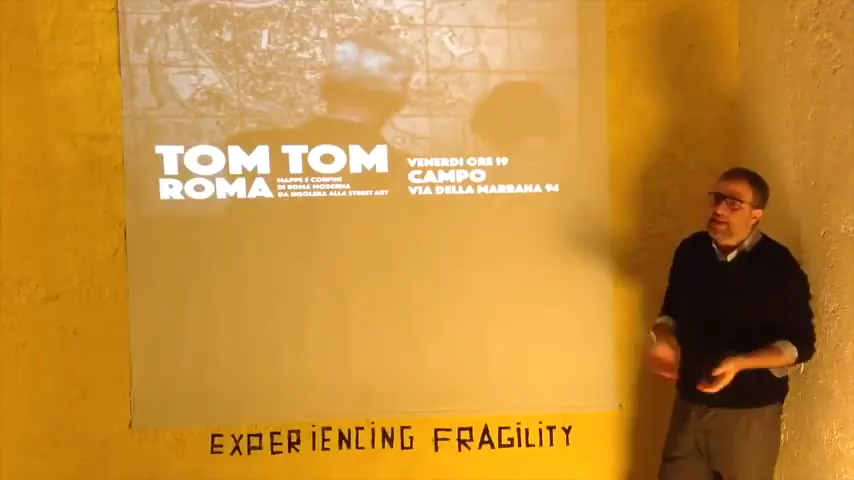 TOM TOM
ROMA
MAPPE E CONFINI
DI ROMA MODERNA
DA INSOLERA ALLA STREET ART
VENERDI ORE 19
CAMPO
VIA DELLA MARRANA 94
EXPERIENCING FRAGILITY